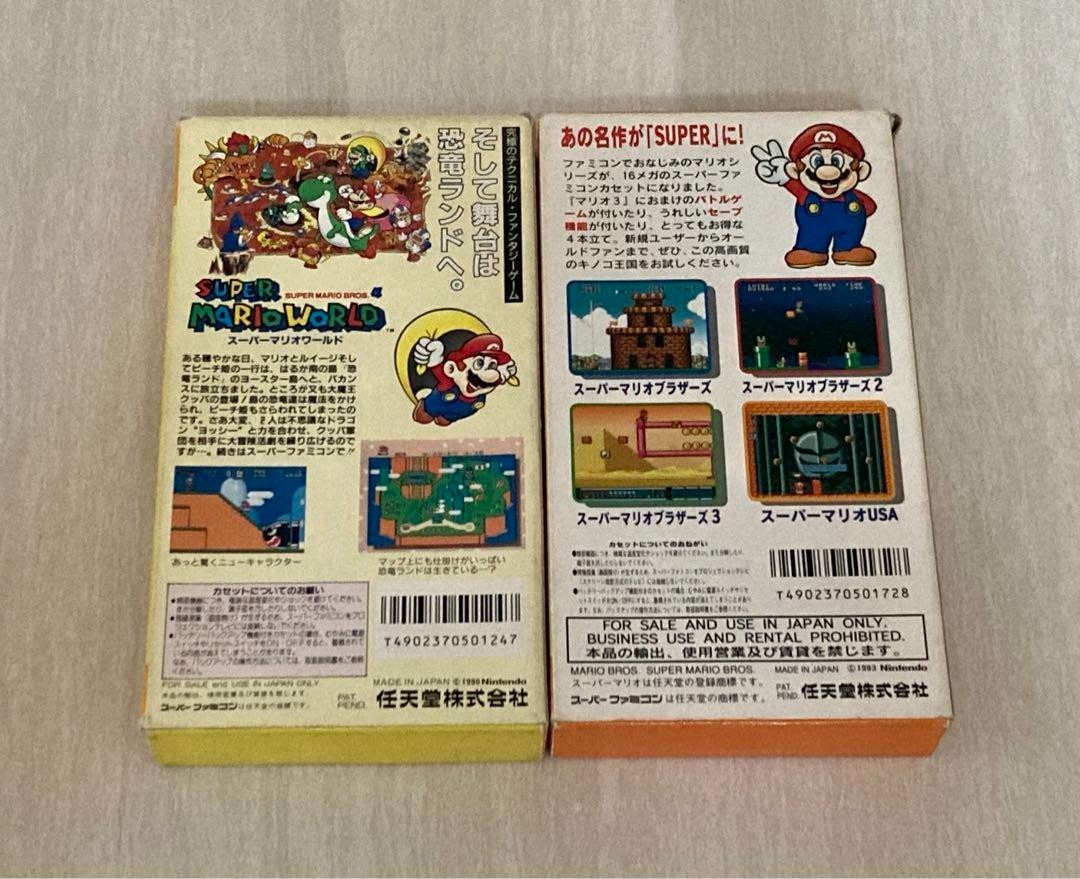 究極のテクニカル・ファンタジーゲーム
そして舞台は
恐竜ランドへ。
SUPER MARIO BROS. 4
SUPER
MARIO WORLD
TM
スーパーマリオワールド
ある穏やかな日、マリオとルイージそし
てピーチ姫の一行は、はるか南の島「恐
竜ランド」のヨースター島へと、バカン
スに旅立ちました。ところが又も大魔王
クッパの登場!島の恐竜達は魔法をかけ
られ、ピーチ姫もさらわれてしまったの
です。さあ大変、2人は不思議なドラゴ
ン"ヨッシー"と力を合わせ、クッパ軍
団を相手に大冒険活劇を繰り広げるので
すが…。続きはスーパーファミコンで!!
あっと驚くニューキャラクター
マップ上にも仕掛けがいっぱい
恐竜ランドは生きている…?
カセットについてのお願い
T4902370501247
FOR SALE and USE IN JAPAN ONLY.
本品の輸出、使用営業及び賃貸を禁じます。
スーパーファミコンは任天堂の商標です。
PAT.
PEND.
MADE IN JAPAN ©1990 Nintendo
任天堂株式会社
あの名作が「SUPER」に!
ファミコンでおなじみのマリオシ
リーズが、16メガのスーパーファ
ミコンカセットになりました。
『マリオ3』におまけのバトルゲ
ームが付いたり、うれしいセーブ
機能が付いたり、とってもお得な
4本立て。新規ユーザーからオー
ルドファンまで、ぜひ、この高画質
のキノコ王国をお試しください。
スーパーマリオブラザーズ
スーパーマリオブラザーズ2
スーパーマリオブラザーズ3
スーパーマリオUSA
カセットについてのおねがい
T4902370501728
FOR SALE AND USE IN JAPAN ONLY.
BUSINESS USE AND RENTAL PROHIBITED.
本品の輸出、使用営業及び賃貸を禁じます。
MARIO BROS. SUPER MARIO BROS.
スーパーマリオは任天堂の登録商標です。
スーパーファミコンは任天堂の商標です。
MADE IN JAPAN ©1993 Nintendo
PAT.
PEND.
任天堂株式会社